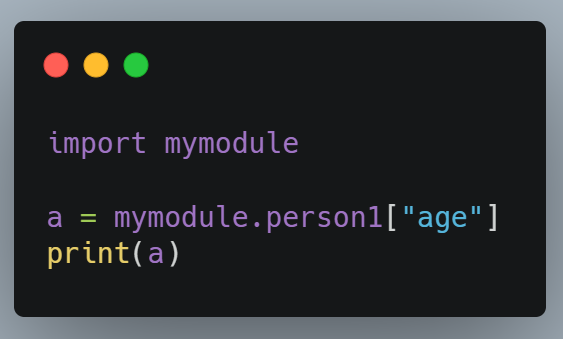 import mymodule
a = mymodule.person1["age"]
print(a)